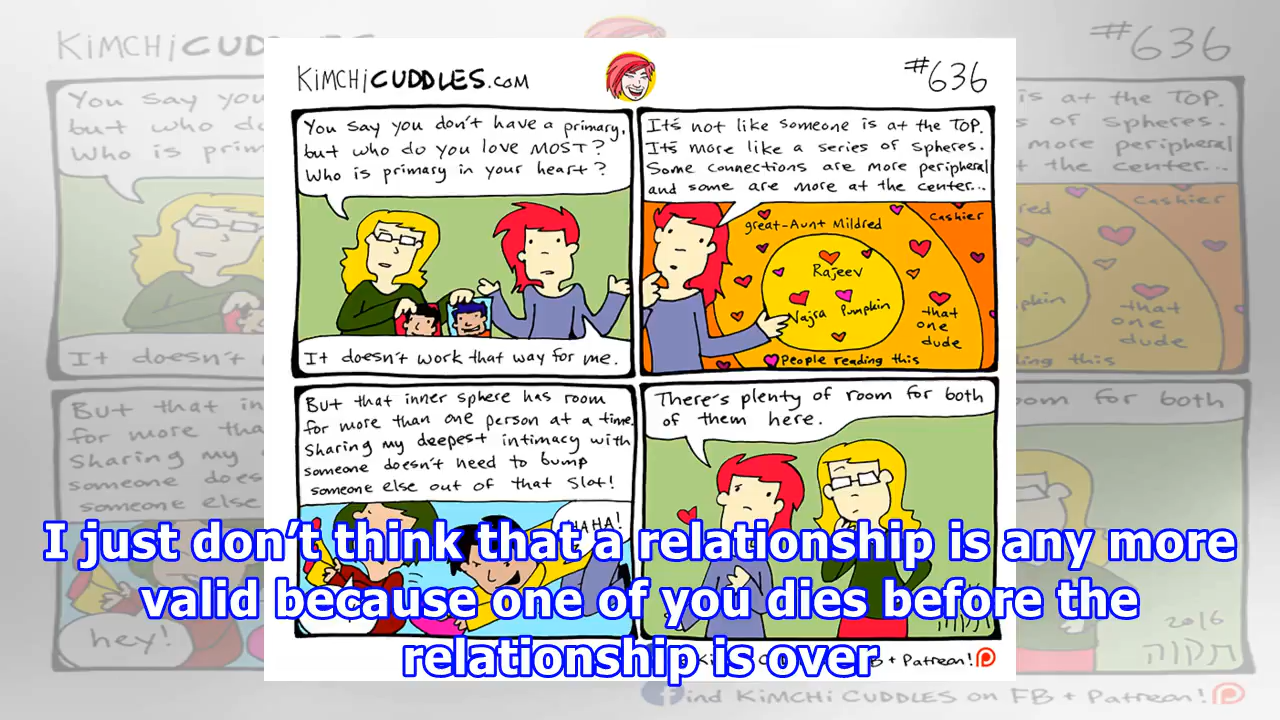 KiMCHiCUDDLES.com
#636
You say you don't have a primary,
but who do you love MOST?
Who is primary in your heart?
It doesn't work that way for me.
It's not like someone is at the TOP.
It's more like a series of spheres.
Some connections are more peripheral
and some are more at the center...
great-Aunt Mildred
Cashier
Rajeev
Vajra
Pumpkin
that
one
dude
People reading this
But that inner sphere has room
for more than one person at a time.
Sharing my deepest intimacy with
someone doesn't need to bump
someone else out of that slot!
HAHA!
hey!
There's plenty of room for both
of them here.
2016
תקוה
I just don't think that a relationship is any more
valid because one of you dies before the
relationship is over
Find KiMCHi CUDDLES on FB + Patreon!